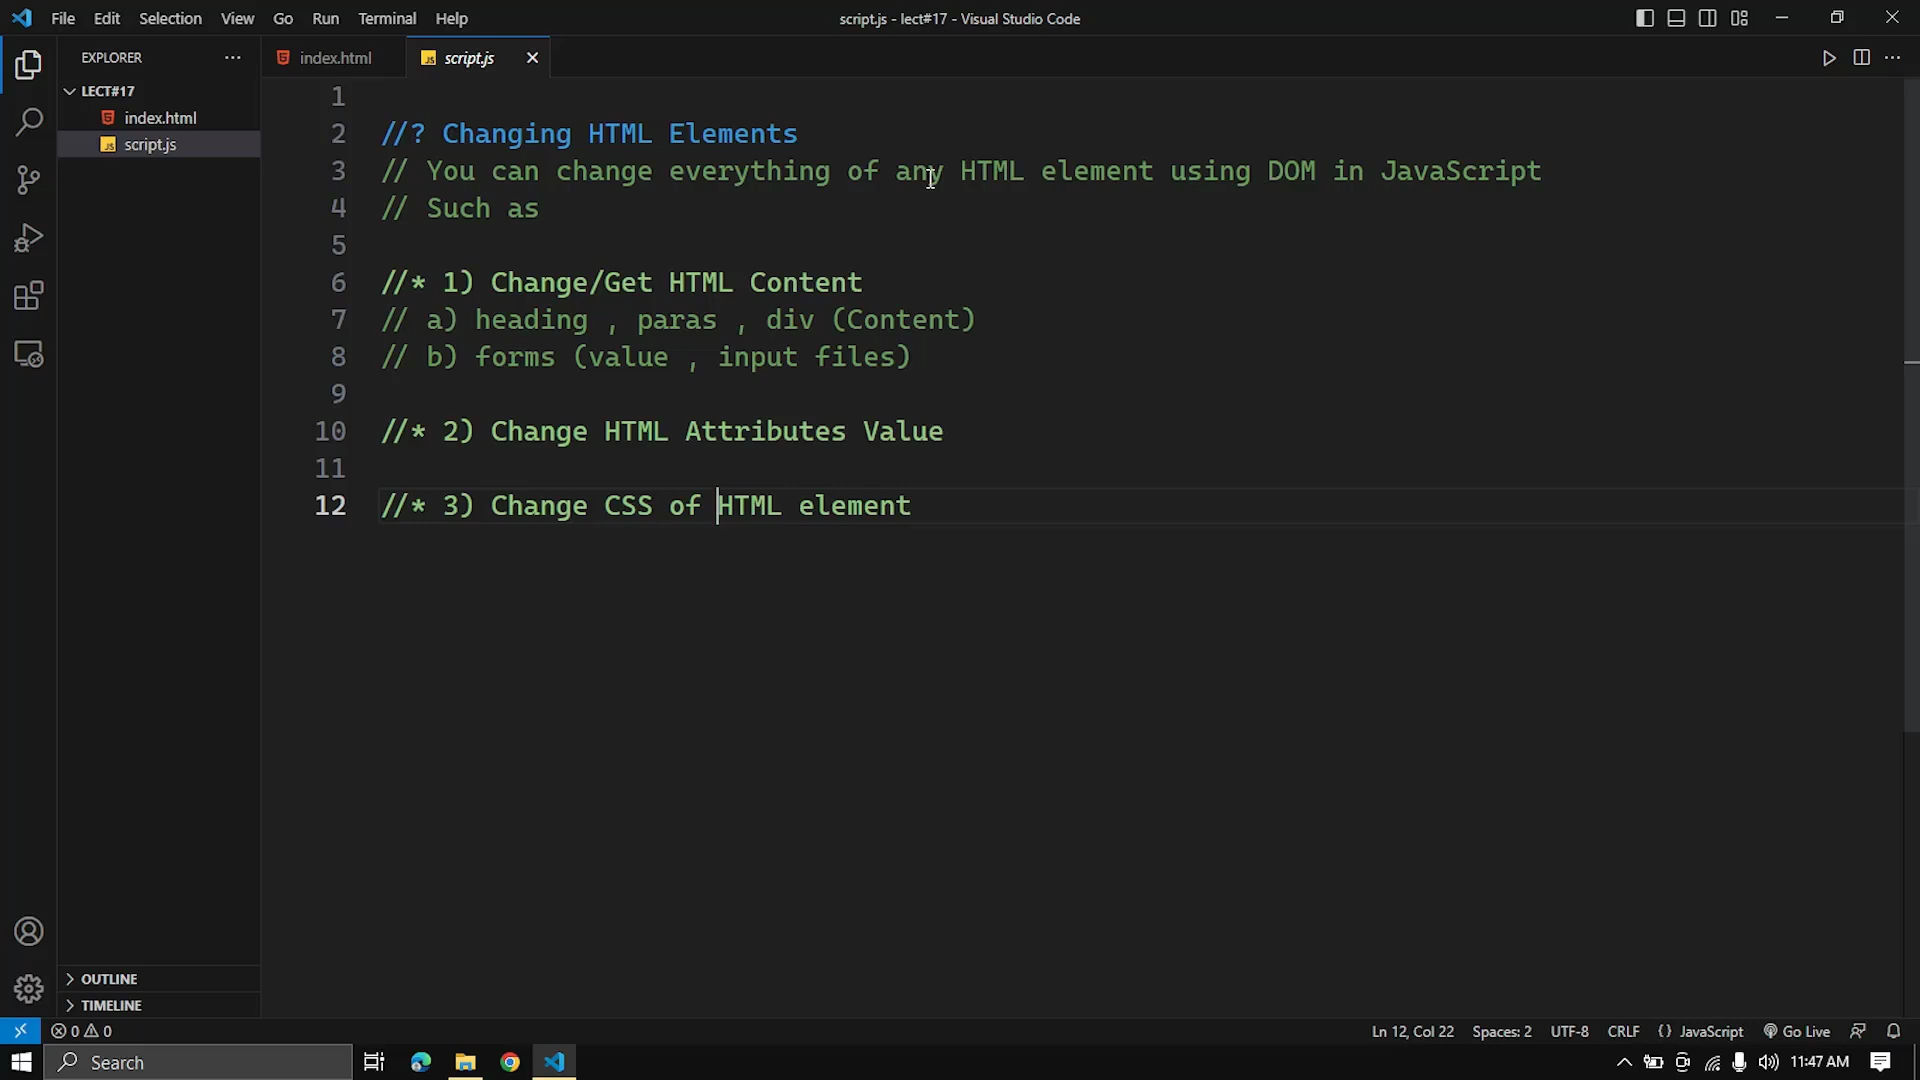 File Edit Selection View Go Run Terminal Help
script.js - lect#17 - Visual Studio Code
EXPLORER
index.html
script.js
LECT#17
index.html
script.js
1
2 //? Changing HTML Elements
3 // You can change everything of any HTML element using DOM in JavaScript
4 // Such as
5
6 //* 1) Change/Get HTML Content
7 // a) heading , paras , div (Content)
8 // b) forms (value , input files)
9
10 //* 2) Change HTML Attributes Value
11
12 //* 3) Change CSS of HTML element
OUTLINE
TIMELINE
0 0
Ln 12, Col 22 Spaces: 2 UTF-8 CRLF {} JavaScript Go Live
Search
11:47 AM